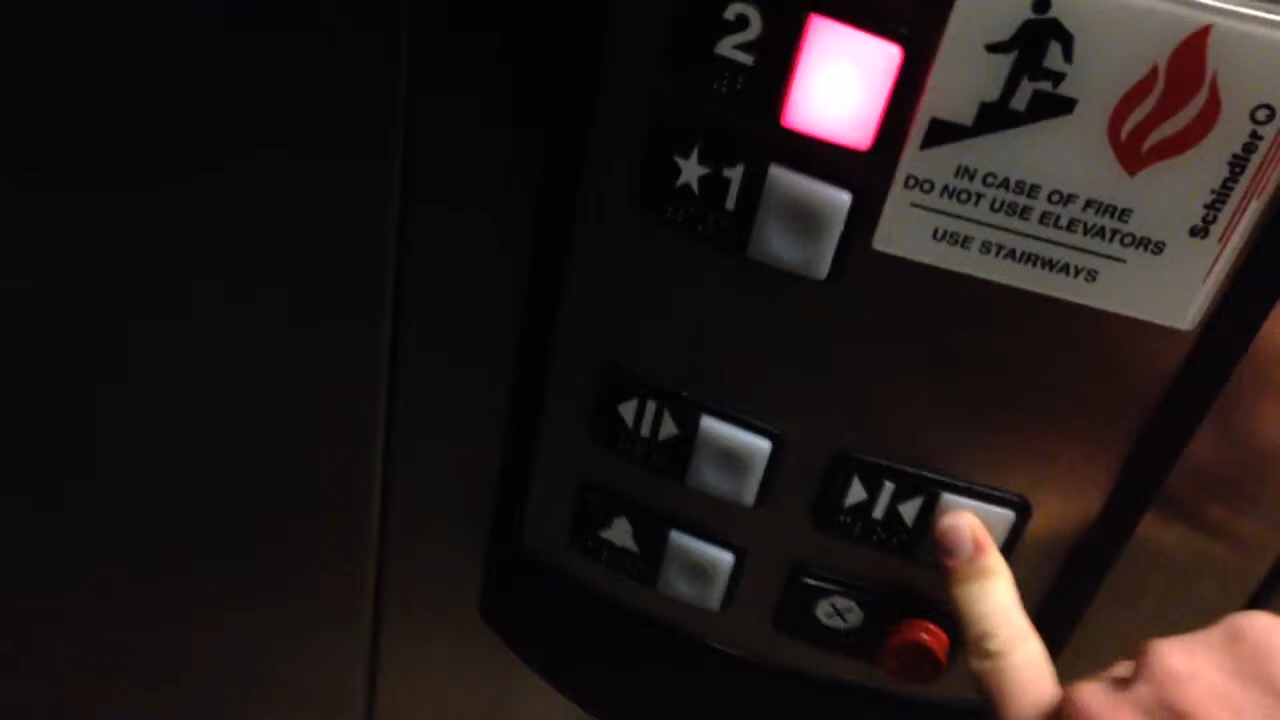 2
★1
IN CASE OF FIRE
DO NOT USE ELEVATORS
USE STAIRWAYS
Schindler